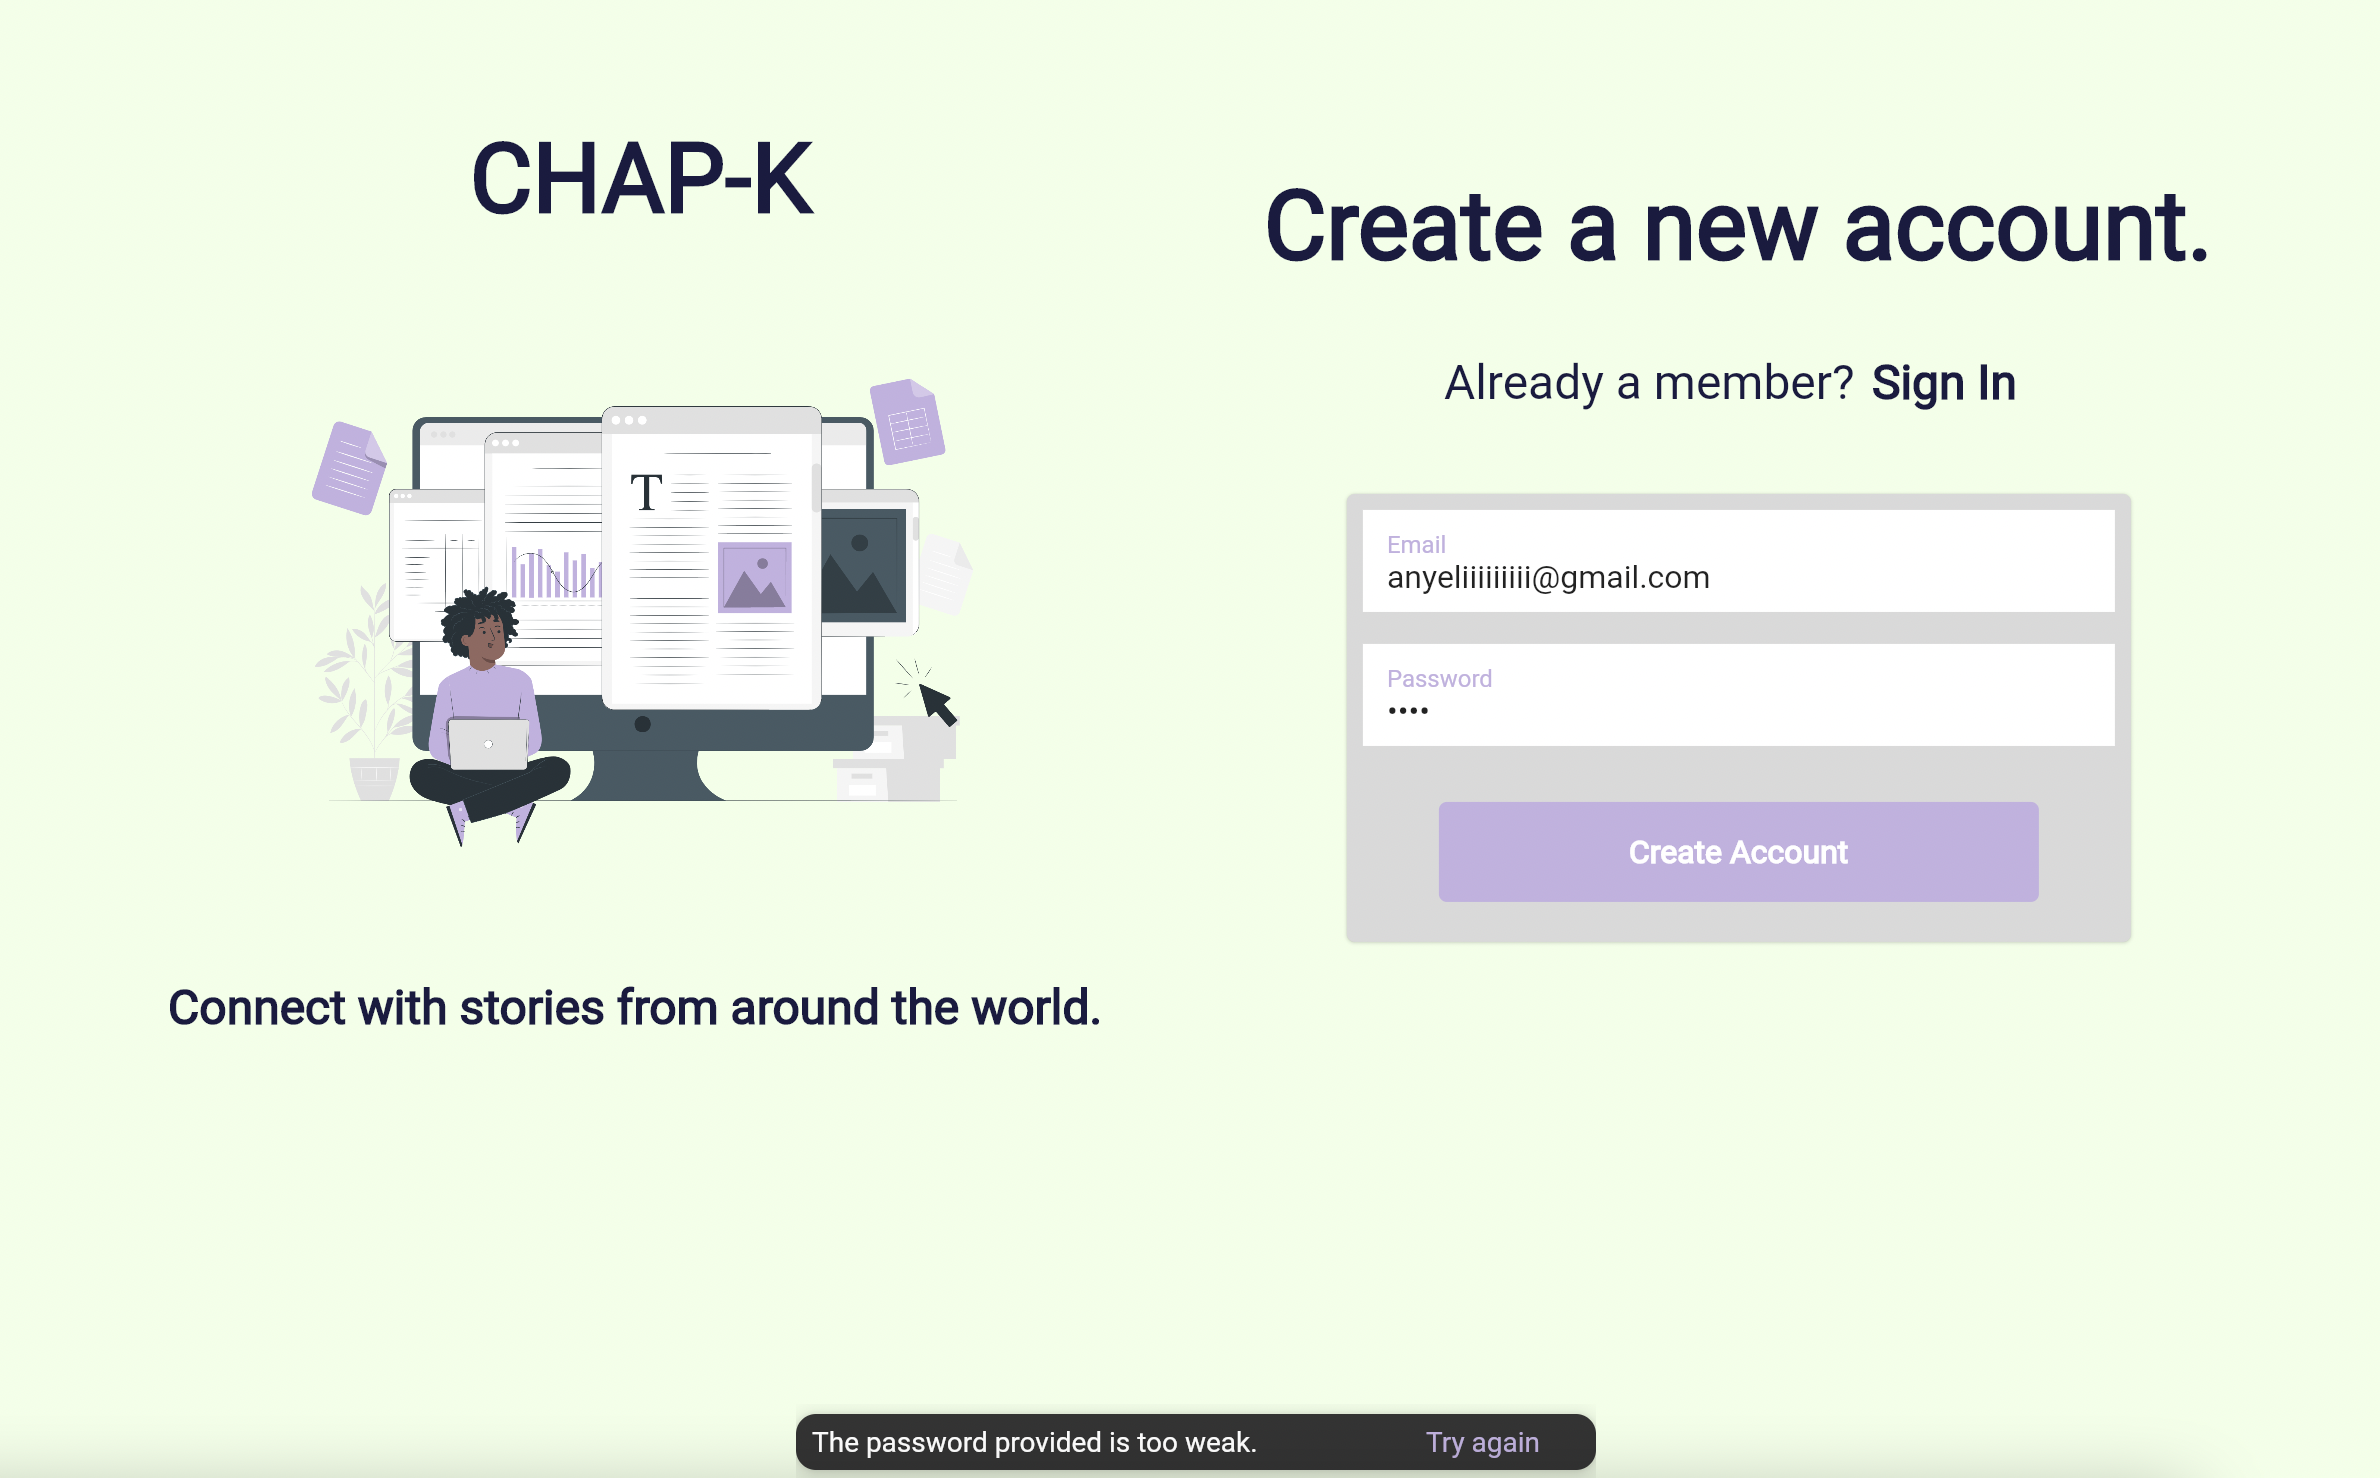 CHAP-K
T
Connect with stories from around the world.
Create a new account.
Already a member? Sign In
Email
anyeliiiiiiiii@gmail.com
Password
••••
Create Account
The password provided is too weak. Try again